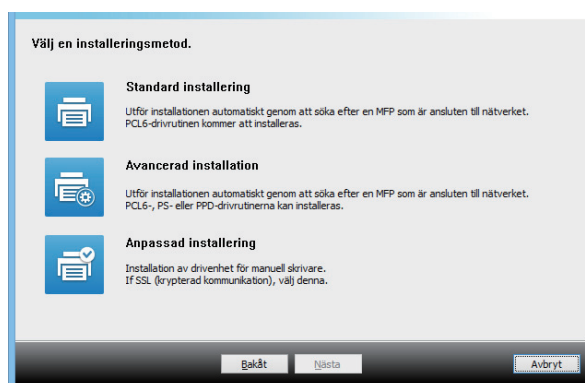 Välj en installeringsmetod.
Standard installering
Utför installationen automatiskt genom att söka efter en MFP som är ansluten till nätverket.
PCL6-drivrutinen kommer att installeras.
Avancerad installation
Utför installationen automatiskt genom att söka efter en MFP som är ansluten till nätverket.
PCL6-, PS- eller PPD-drivrutinerna kan installeras.
Anpassad installering
Installation av drivenhet för manuell skrivare.
If SSL (krypterad kommunikation), välj denna.
Bakåt
Nästa
Avbryt